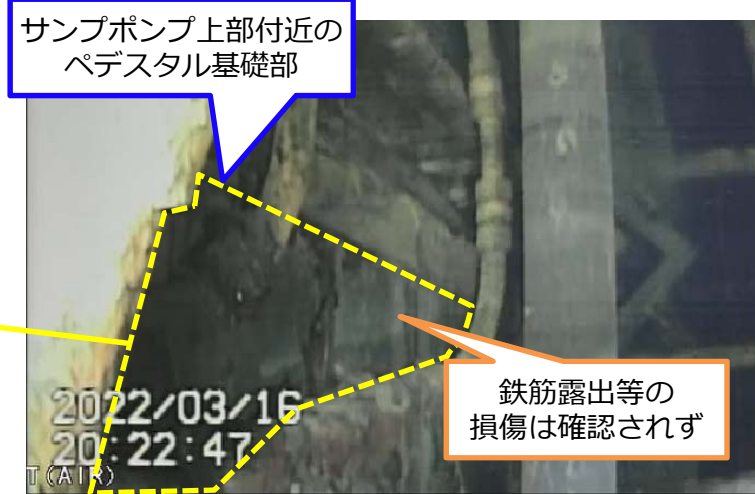 サンプポンプ上部付近の
ペデスタル基礎部
鉄筋露出等の
損傷は確認されず
2022/03/16
20:22:47
T(AIR)